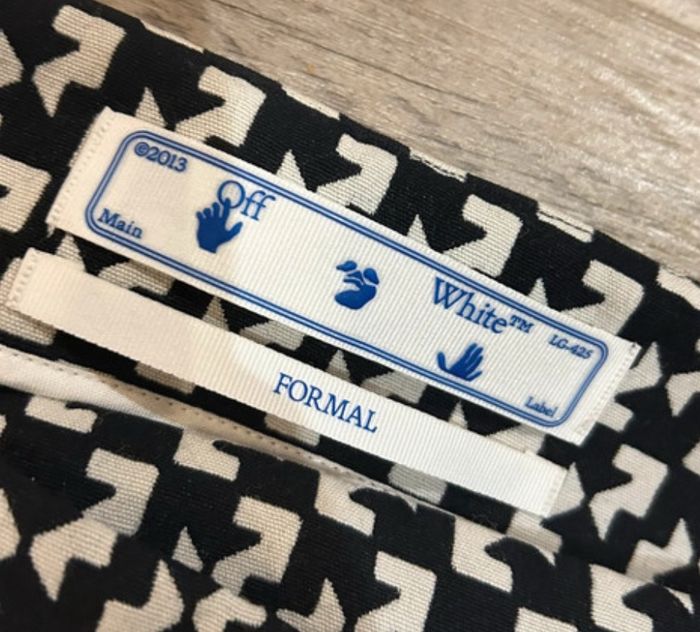 ©2013
Off
Main
White™
LG-425
Label
FORMAL